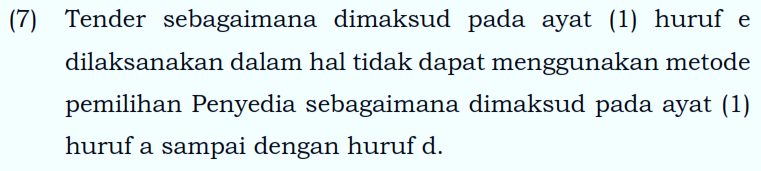 (7) Tender sebagaimana dimaksud pada ayat (1) huruf e
dilaksanakan dalam hal tidak dapat menggunakan metode
pemilihan Penyedia sebagaimana dimaksud pada ayat (1)
huruf a sampai dengan huruf d.